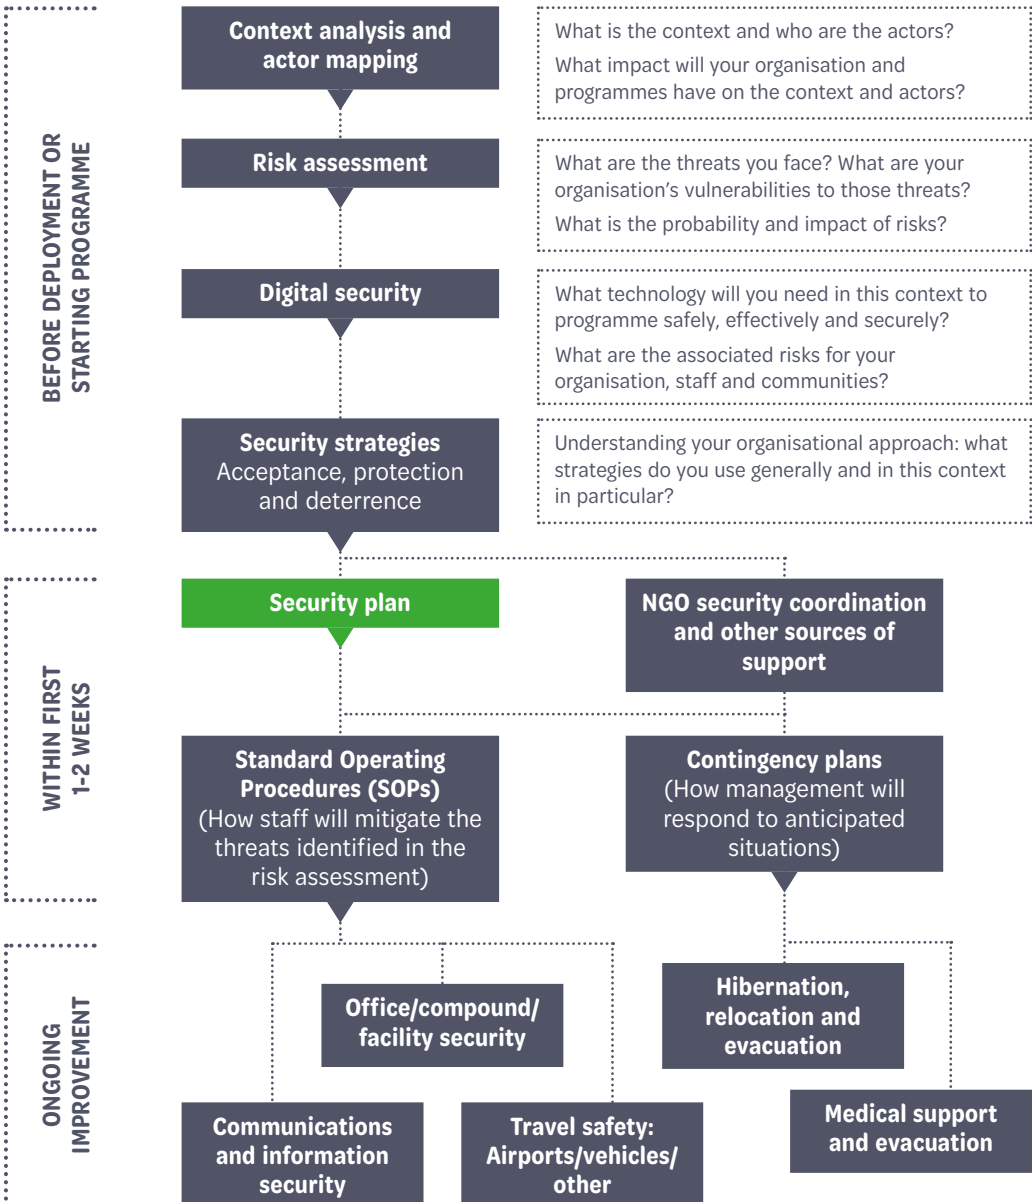 BEFORE DEPLOYMENT OR
STARTING PROGRAMME
Context analysis and
actor mapping
What is the context and who are the actors?
What impact will your organisation and
programmes have on the context and actors?
Risk assessment
What are the threats you face? What are your
organisation’s vulnerabilities to those threats?
What is the probability and impact of risks?
Digital security
What technology will you need in this context to
programme safely, effectively and securely?
What are the associated risks for your
organisation, staff and communities?
Security strategies
Acceptance, protection
and deterrence
Understanding your organisational approach: what
strategies do you use generally and in this context
in particular?
WITHIN FIRST
1-2 WEEKS
Security plan
NGO security coordination
and other sources of
support
Standard Operating
Procedures (SOPs)
(How staff will mitigate the
threats identified in the
risk assessment)
Contingency plans
(How management will
respond to anticipated
situations)
ONGOING
IMPROVEMENT
Office/compound/
facility security
Hibernation,
relocation and
evacuation
Communications
and information
security
Travel safety:
Airports/vehicles/
other
Medical support
and evacuation